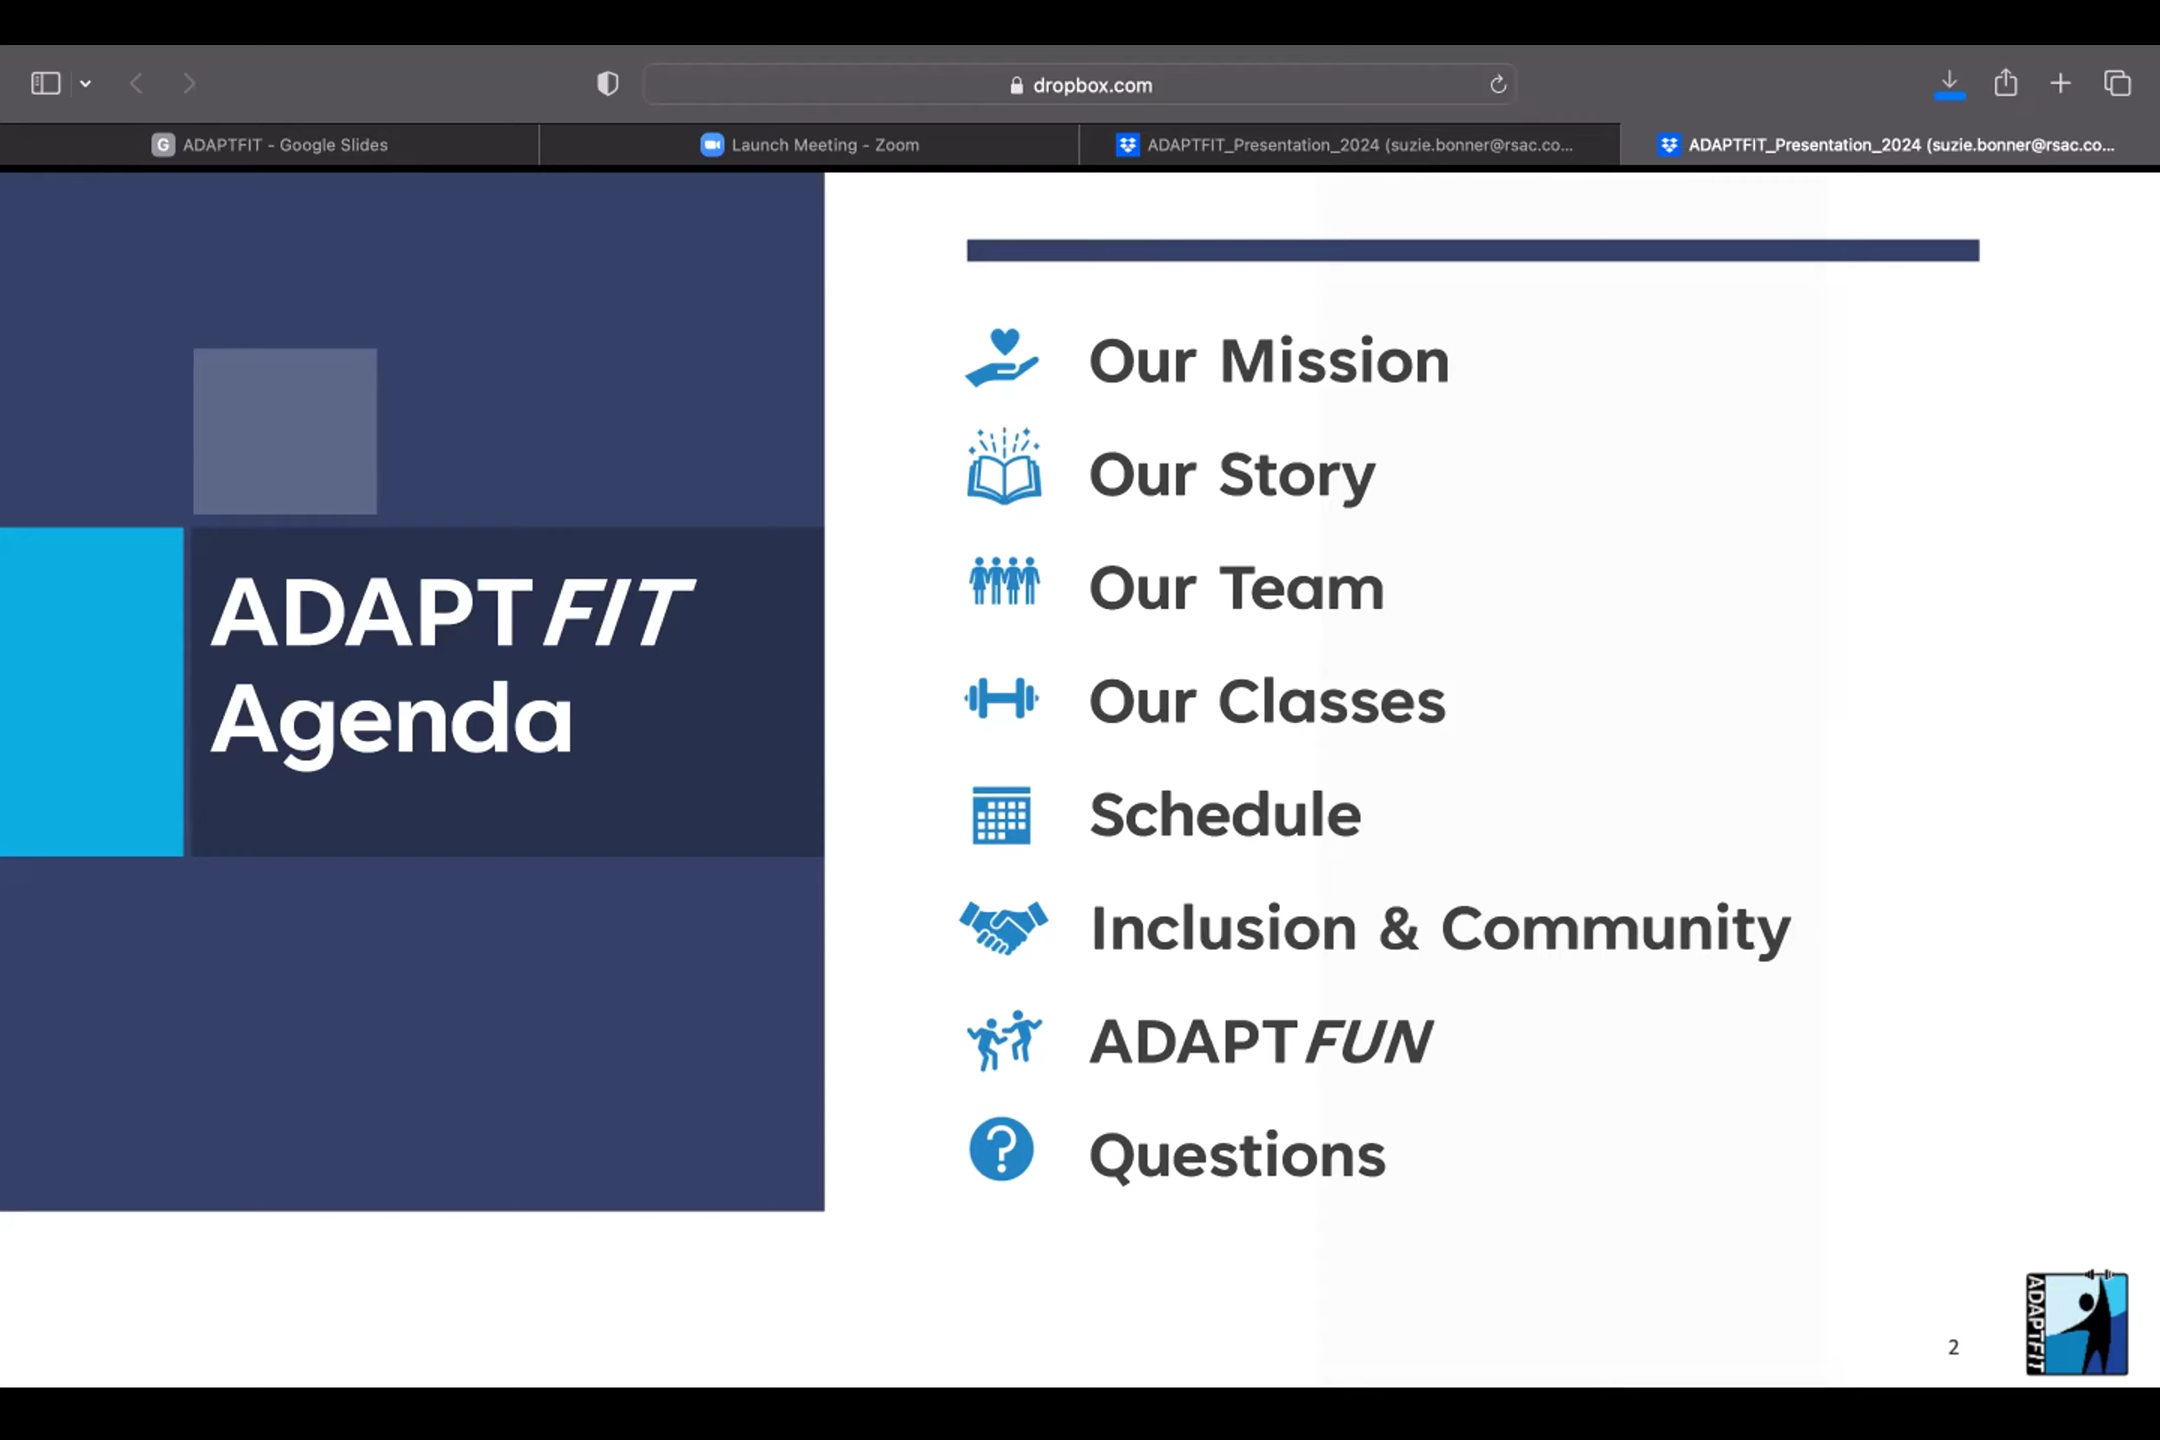 dropbox.com
G ADAPTFIT - Google Slides
Launch Meeting - Zoom
ADAPTFIT_Presentation_2024 (suzie.bonner@rsac.co...
ADAPTFIT_Presentation_2024 (suzie.bonner@rsac.co...
ADAPTFIT
Agenda
Our Mission
Our Story
Our Team
Our Classes
Schedule
Inclusion & Community
ADAPTFUN
?
Questions
2
ADAPTFIT